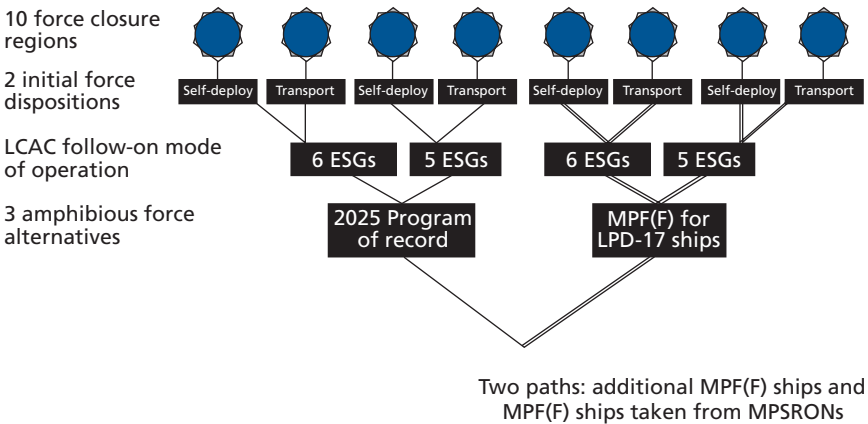 10 force closure
regions
2 initial force
dispositions
Self-deploy
Transport
Self-deploy
Transport
Self-deploy
Transport
Self-deploy
Transport
LCAC follow-on mode
of operation
6 ESGs
5 ESGs
6 ESGs
5 ESGs
3 amphibious force
alternatives
2025 Program
of record
MPF(F) for
LPD-17 ships
Two paths: additional MPF(F) ships and
MPF(F) ships taken from MPSRONs